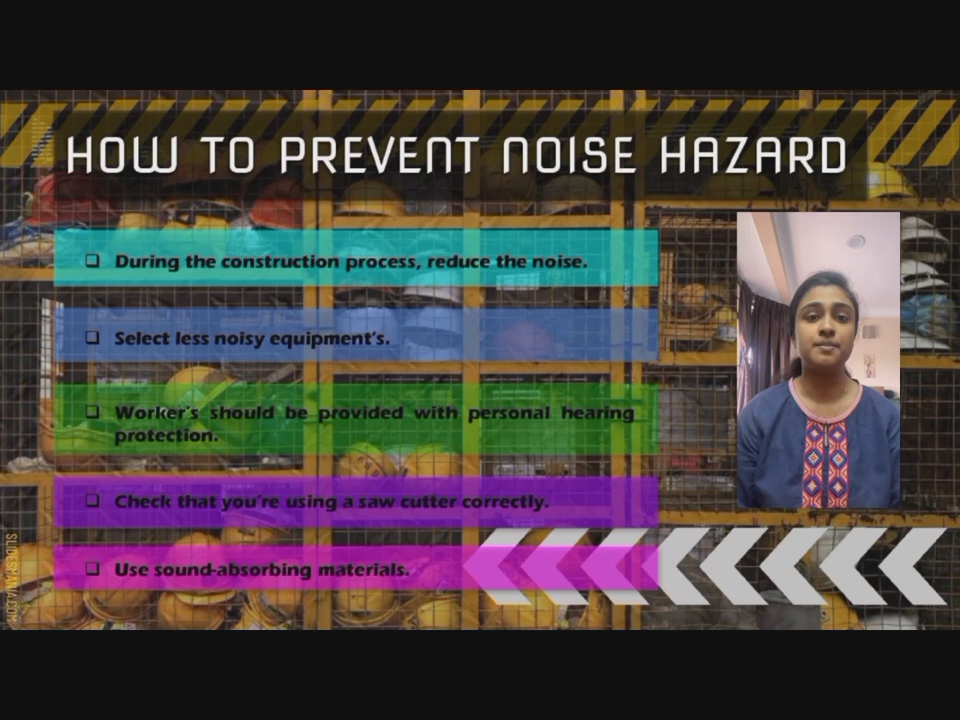 HOW TO PREVENT NOISE HAZARD
❑ During the construction process, reduce the noise.
❑ Select less noisy equipment's.
❑ Worker's should be provided with personal hearing
protection.
❑ Check that you're using a saw cutter correctly.
❑ Use sound-absorbing materials.
SLIDESMANIA.COM